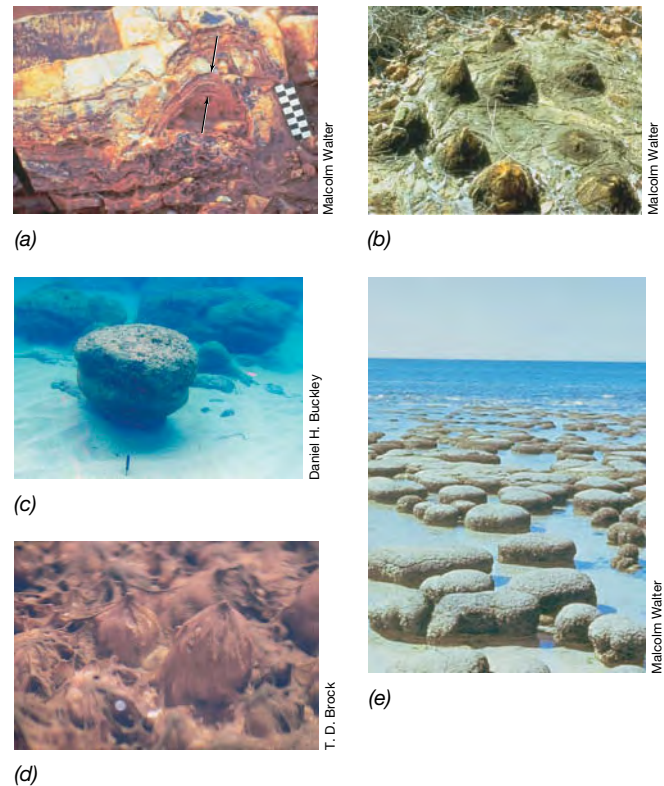 Malcolm Walter
(a)
Malcolm Walter
(b)
Daniel H. Buckley
(c)
Malcolm Walter
(e)
T. D. Brock
(d)